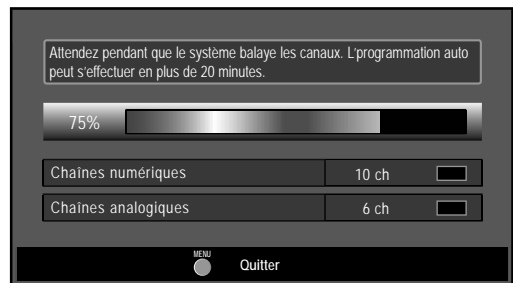 Attendez pendant que le système balaye les canaux. L’programmation auto
peut s’effectuer en plus de 20 minutes.
75%
Chaînes numériques 10 ch
Chaînes analogiques 6 ch
MENU
Quitter